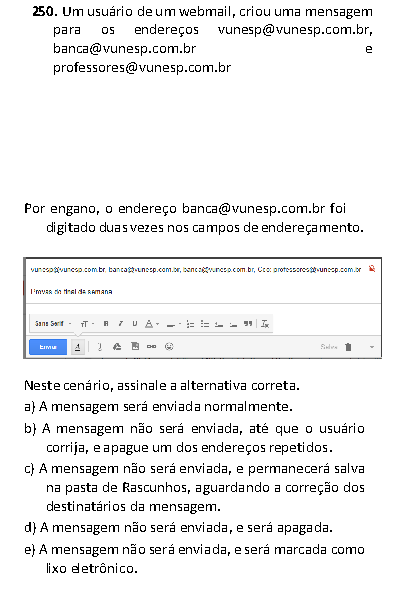 250. Um usuário de um webmail, criou uma mensagem
para os endereços vunesp@vunesp.com.br,
banca@vunesp.com.br e
professores@vunesp.com.br
Por engano, o endereço banca@vunesp.com.br foi
digitado duas vezes nos campos de endereçamento.
vunesp@vunesp.com.br, banca@vunesp.com.br, banca@vunesp.com.br, Cco: professores@vunesp.com.br
Provas do final de semana
Sans Serif
Enviar
Salvo
Neste cenário, assinale a alternativa correta.
a) A mensagem será enviada normalmente.
b) A mensagem não será enviada, até que o usuário
corrija, e apague um dos endereços repetidos.
c) A mensagem não será enviada, e permanecerá salva
na pasta de Rascunhos, aguardando a correção dos
destinatários da mensagem.
d) A mensagem não será enviada, e será apagada.
e) A mensagem não será enviada, e será marcada como
lixo eletrônico.